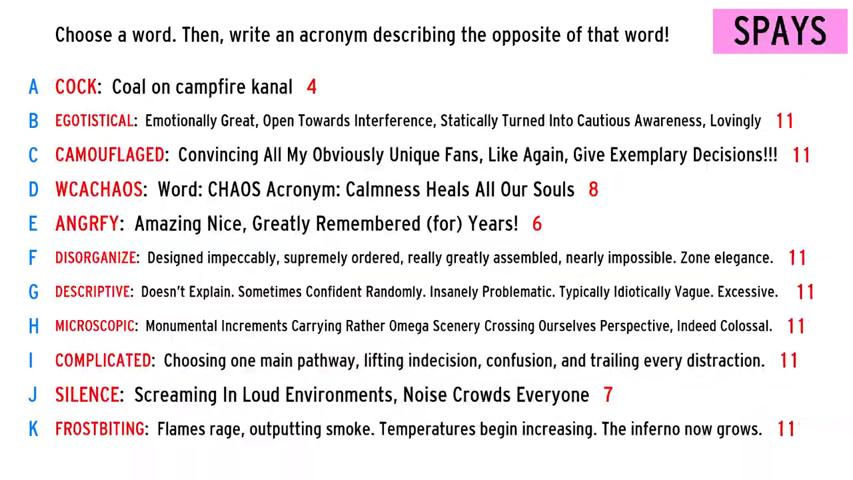 Choose a word. Then, write an acronym describing the opposite of that word!
SPAYS
A COCK: Coal on campfire kanal 4
B EGOTISTICAL: Emotionally Great, Open Towards Interference, Statically Turned Into Cautious Awareness, Lovingly 11
C CAMOUFLAGED: Convincing All My Obviously Unique Fans, Like Again, Give Exemplary Decisions!!! 11
D WCACHAOS: Word: CHAOS Acronym: Calmness Heals All Our Souls 8
E ANGRFY: Amazing Nice, Greatly Remembered (for) Years! 6
F DISORGANIZE: Designed impeccably, supremely ordered, really greatly assembled, nearly impossible. Zone elegance. 11
G DESCRIPTIVE: Doesn't Explain. Sometimes Confident Randomly. Insanely Problematic. Typically Idiotically Vague. Excessive. 11
H MICROSCOPIC: Monumental Increments Carrying Rather Omega Scenery Crossing Ourselves Perspective, Indeed Colossal. 11
I COMPLICATED: Choosing one main pathway, lifting indecision, confusion, and trailing every distraction. 11
J SILENCE: Screaming In Loud Environments, Noise Crowds Everyone 7
K FROSTBITING: Flames rage, outputting smoke. Temperatures begin increasing. The inferno now grows. 11